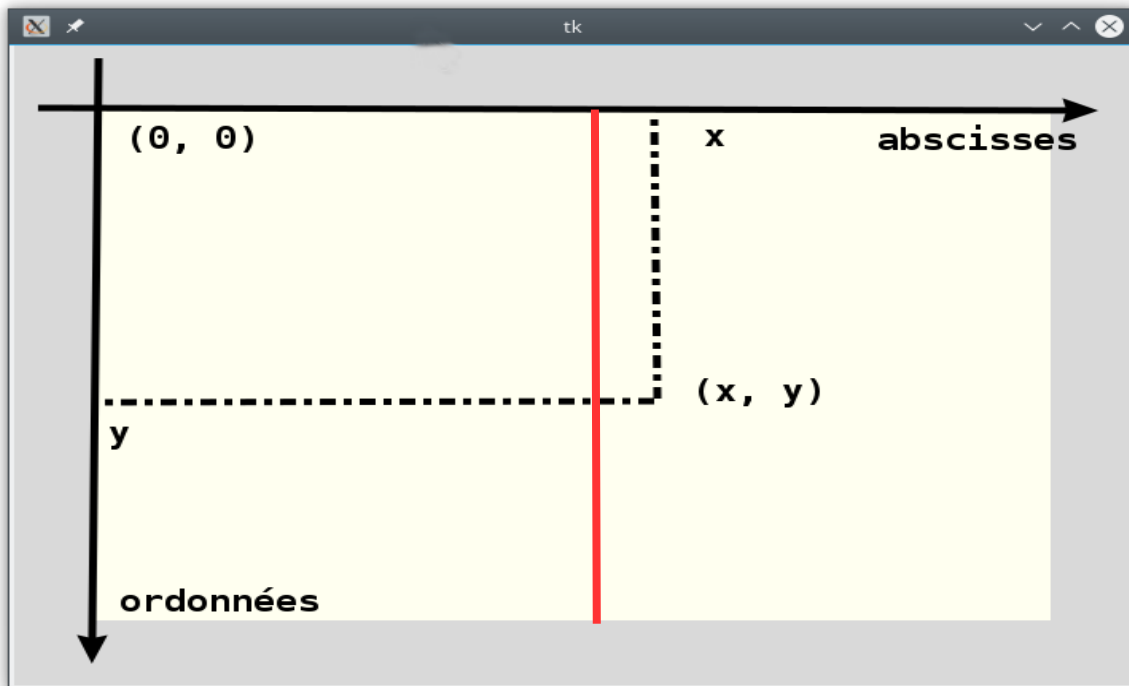 tk
(0, 0)
x
abscisses
(x, y)
y
ordonnées